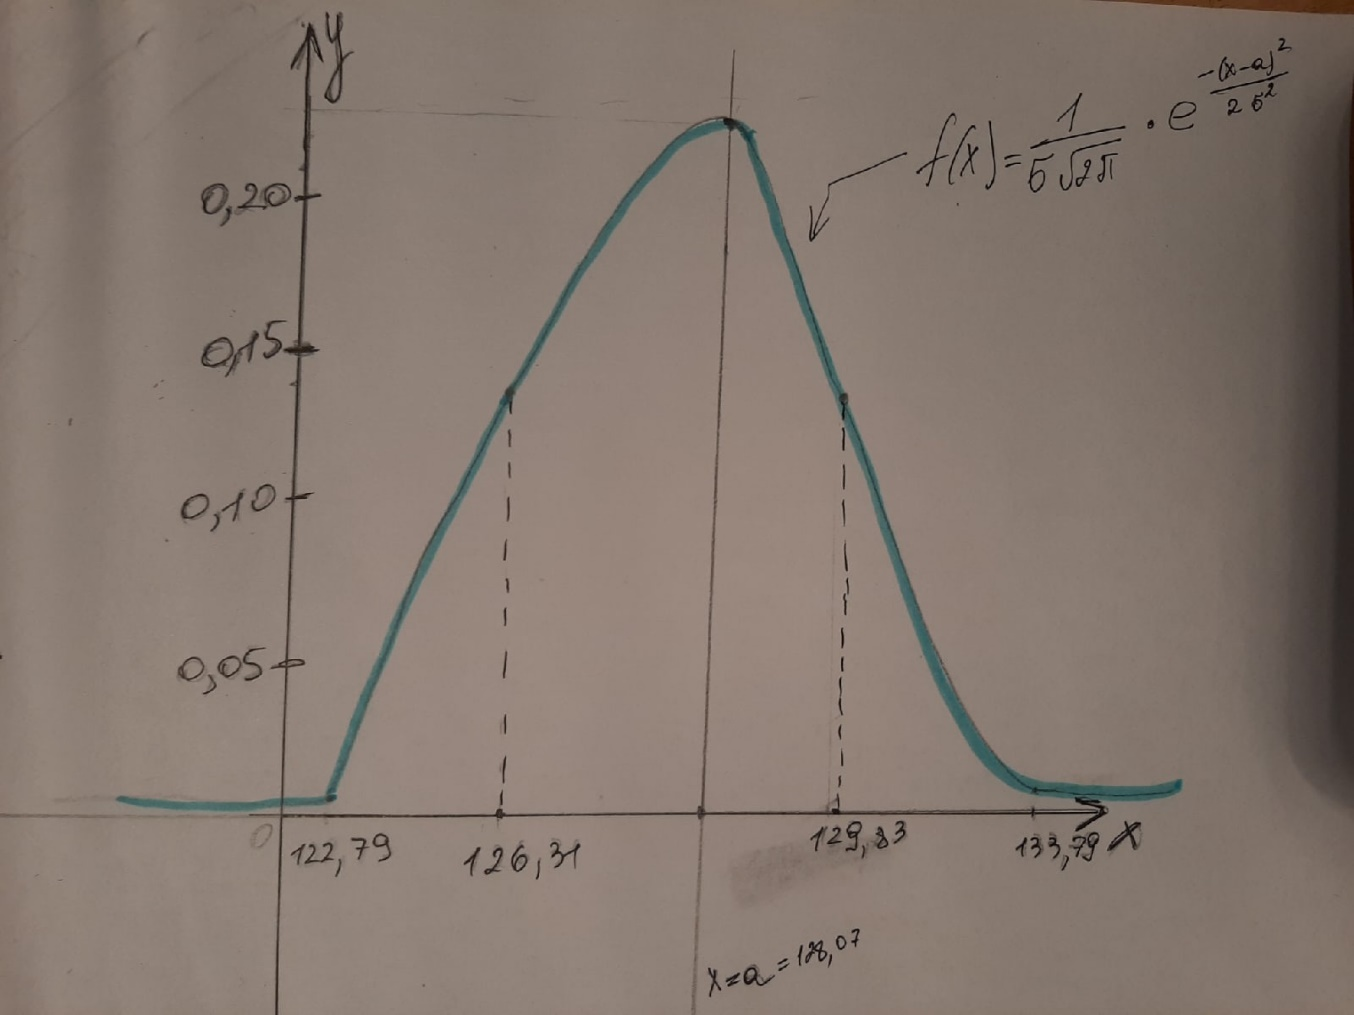 y
f(x) = 1/(б√2π) · e^(-(x-a)²/(2б²))
0,20
0,15
0,10
0,05
0
122,79 126,31 129,83 133,79 x
x=a=128,07